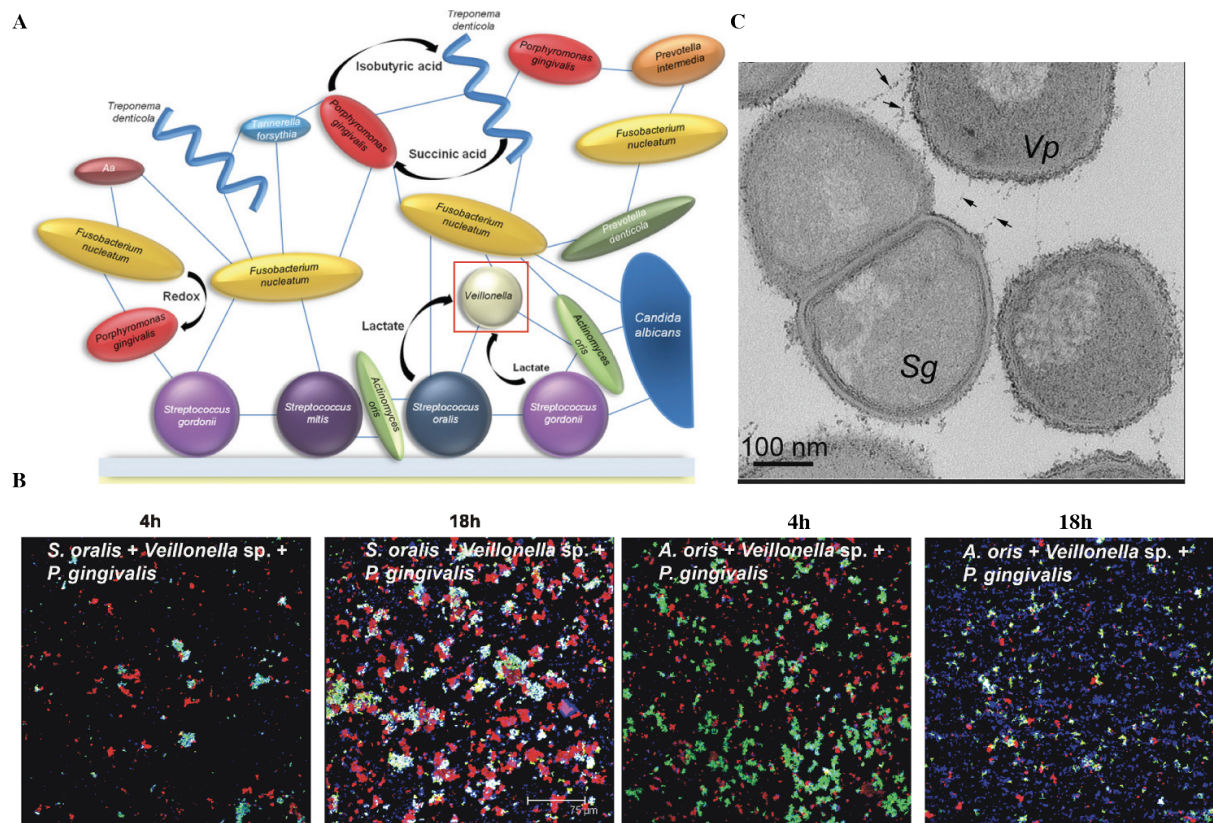 A
Treponema
denticola
Isobutyric acid
Porphyromonas
gingivalis
Prevotella
intermedia
Treponema
denticola
Tannerella
forsythia
Porphyromonas
gingivalis
Fusobacterium
nucleatum
Succinic acid
Aa
Fusobacterium
nucleatum
Fusobacterium
nucleatum
Prevotella
denticola
Fusobacterium
nucleatum
Redox
Veillonella
Porphyromonas
gingivalis
Lactate
Actinomyces
oris
Candida
albicans
Lactate
Streptococcus
gordonii
Streptococcus
mitis
Actinomyces
oris
Streptococcus
oralis
Streptococcus
gordonii
C
Vp
Sg
100 nm
B
4h
18h
4h
18h
S. oralis + Veillonella sp. +
P. gingivalis
S. oralis + Veillonella sp. +
P. gingivalis
A. oris + Veillonella sp. +
P. gingivalis
A. oris + Veillonella sp. +
P. gingivalis
75 µm